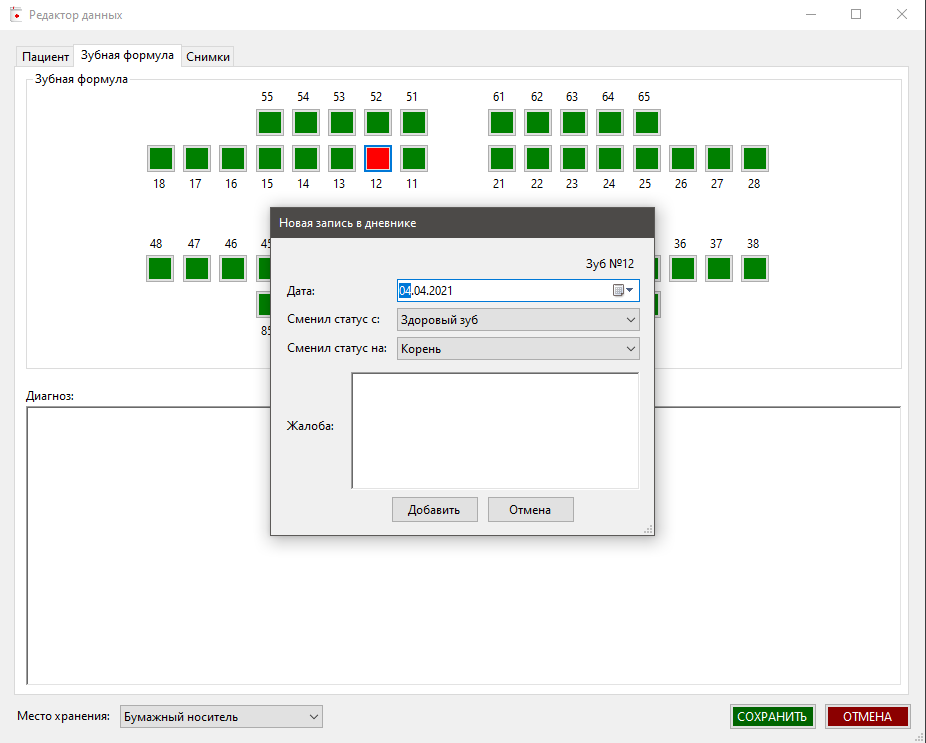 Редактор данных
Пациент Зубная формула Снимки
Зубная формула
55 54 53 52 51 61 62 63 64 65
18 17 16 15 14 13 12 11 21 22 23 24 25 26 27 28
Новая запись в дневнике
48 47 46 45 36 37 38
Зуб №12
Дата: 04.04.2021
Сменил статус с: Здоровый зуб
85
Сменил статус на: Корень
Диагноз:
Жалоба:
Добавить Отмена
Место хранения: Бумажный носитель СОХРАНИТЬ ОТМЕНА